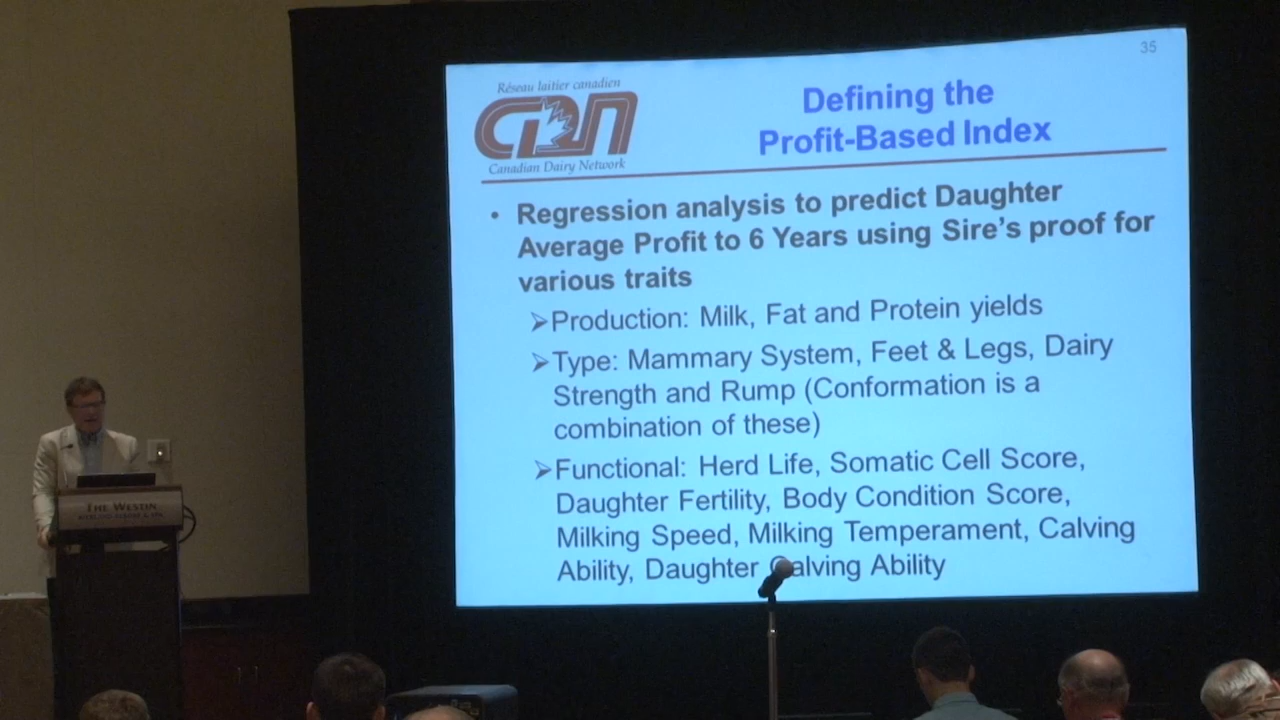 35
Réseau laitier canadien
CDN
Canadian Dairy Network
Defining the
Profit-Based Index
• Regression analysis to predict Daughter
Average Profit to 6 Years using Sire's proof for
various traits
➢Production: Milk, Fat and Protein yields
➢Type: Mammary System, Feet & Legs, Dairy
Strength and Rump (Conformation is a
combination of these)
➢Functional: Herd Life, Somatic Cell Score,
Daughter Fertility, Body Condition Score,
Milking Speed, Milking Temperament, Calving
Ability, Daughter Calving Ability
THE WESTIN